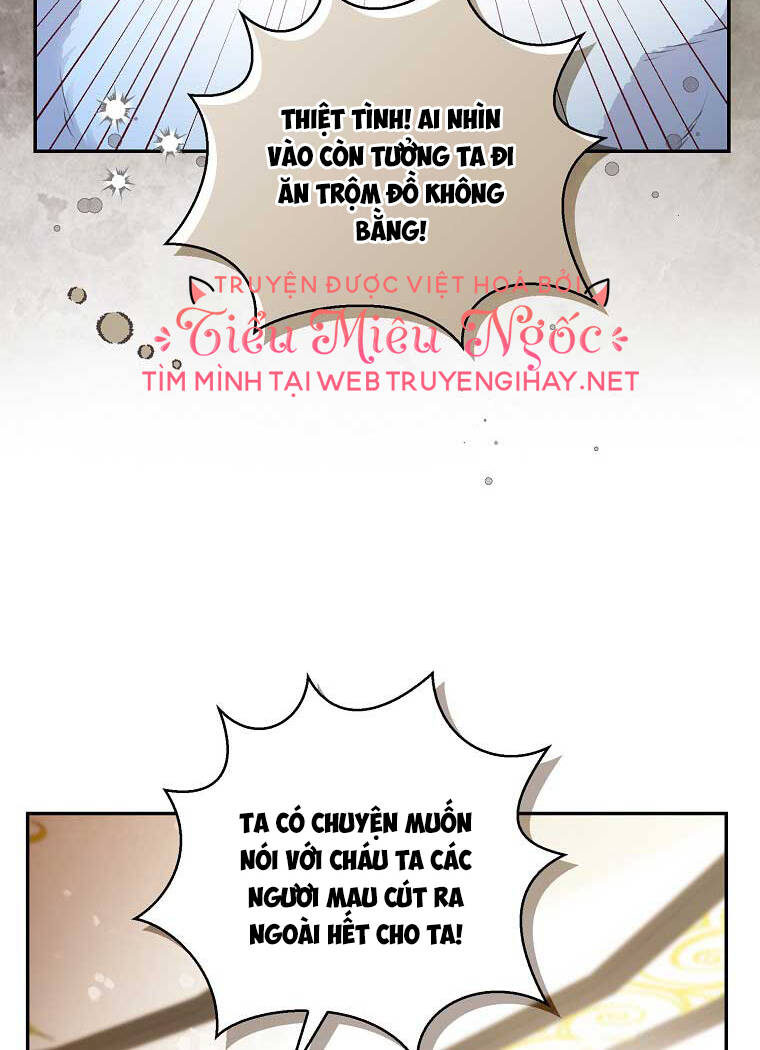 THIỆT TÌNH! AI NHÌN
VÀO CÒN TƯỞNG TA ĐI
ĂN TRỘM ĐỒ KHÔNG
BẰNG!
TRUYỆN ĐƯỢC VIỆT HOÁ BỞI
Tiểu Miêu Ngốc
TÌM MÌNH TẠI WEB TRUYENGIHAY.NET
TA CÓ CHUYỆN MUỐN
NÓI VỚI CHÁU TA CÁC
NGƯƠI MAU CÚT RA
NGOÀI HẾT CHO TA!